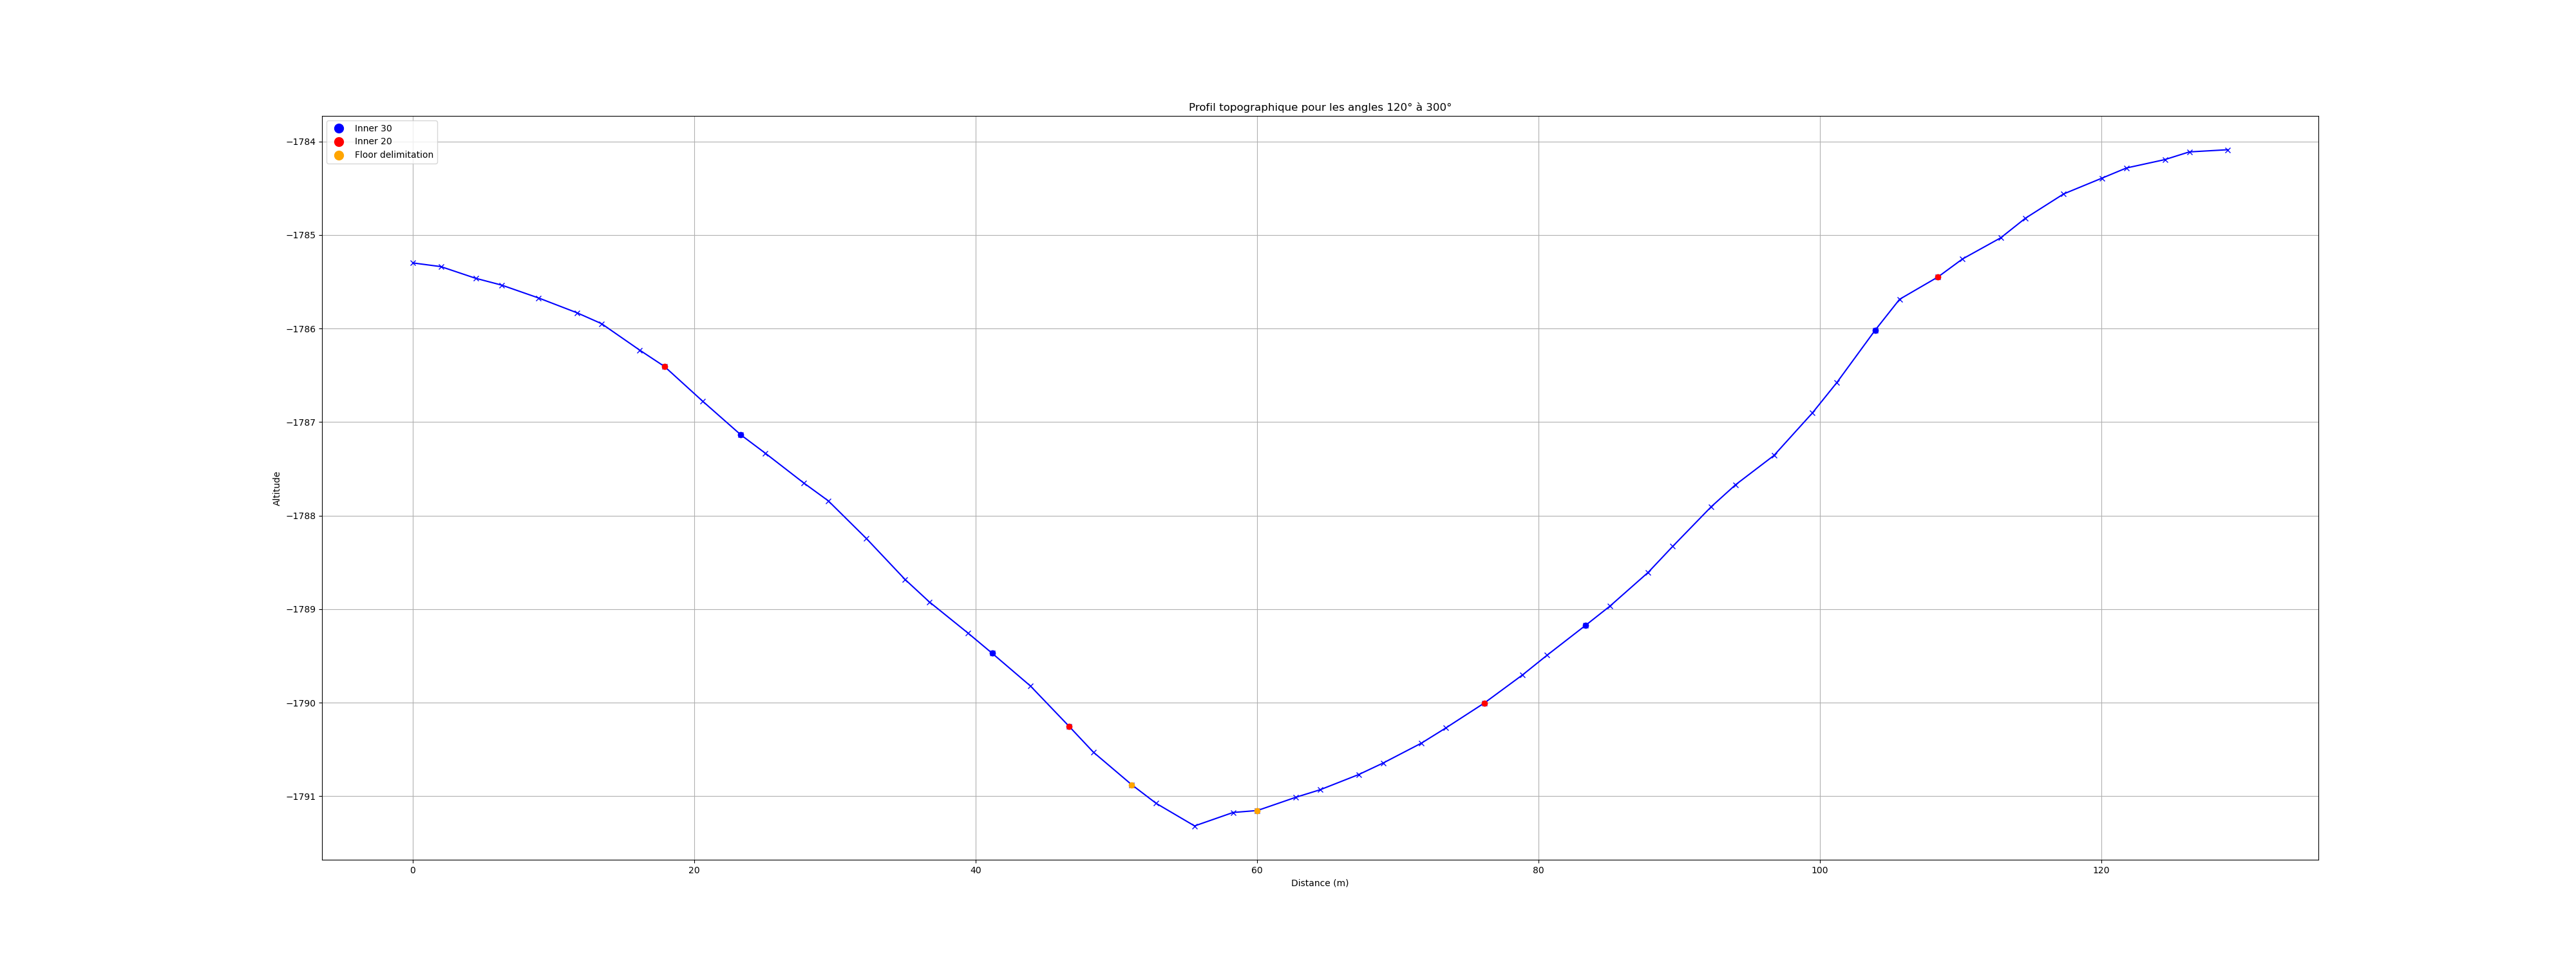 Profil topographique pour les angles 120° à 300°
Inner 30
Inner 20
Floor delimitation
−1784
−1785
−1786
−1787
−1788
−1789
−1790
−1791
Altitude
0 20 40 60 80 100 120
Distance (m)